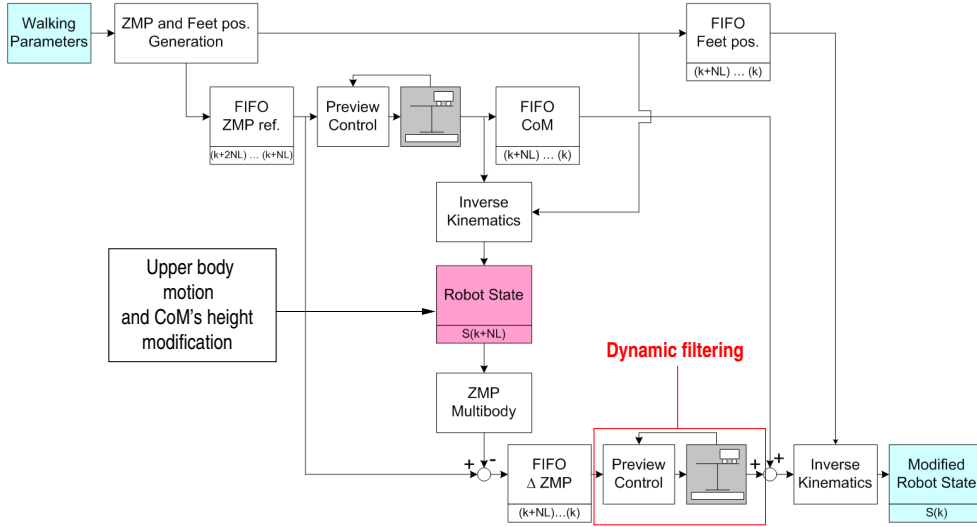 Walking
Parameters
ZMP and Feet pos.
Generation
FIFO
Feet pos.
(k+NL) ... (k)
FIFO
ZMP ref.
(k+2NL) ... (k+NL)
Preview
Control
FIFO
CoM
(k+NL) ... (k)
Inverse
Kinematics
Upper body
motion
and CoM's height
modification
Robot State
S(k+NL)
Dynamic filtering
ZMP
Multibody
+
-
FIFO
Δ ZMP
(k+NL)...(k)
Preview
Control
+
+
Inverse
Kinematics
Modified
Robot State
S(k)